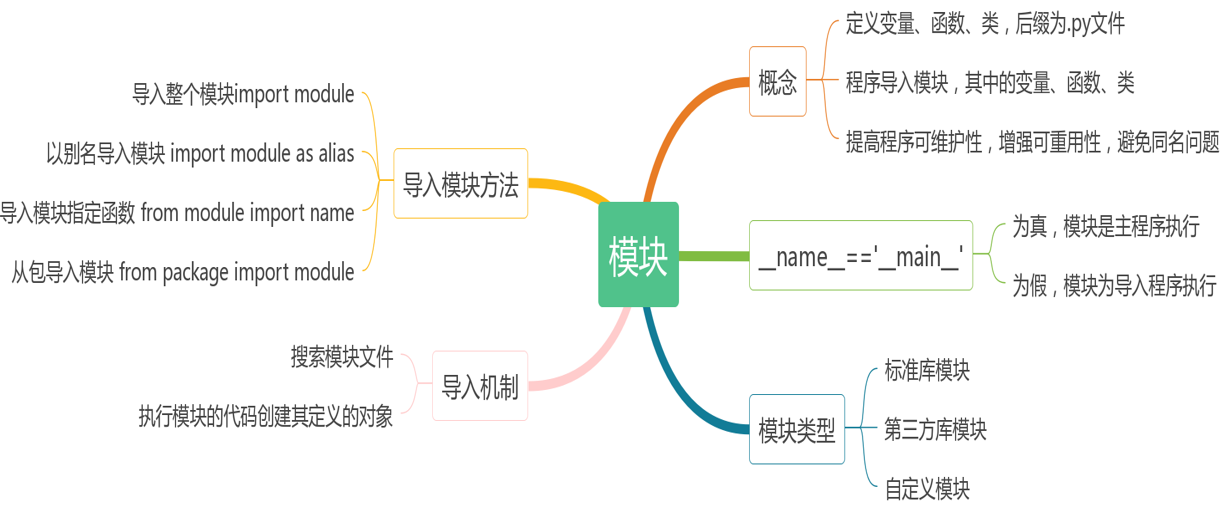 模块
概念
定义变量、函数、类，后缀为.py文件
程序导入模块，其中的变量、函数、类
提高程序可维护性，增强可重用性，避免同名问题
__name__=='__main__'
为真，模块是主程序执行
为假，模块为导入程序执行
模块类型
标准库模块
第三方库模块
自定义模块
导入模块方法
导入整个模块import module
以别名导入模块 import module as alias
导入模块指定函数 from module import name
从包导入模块 from package import module
导入机制
搜索模块文件
执行模块的代码创建其定义的对象